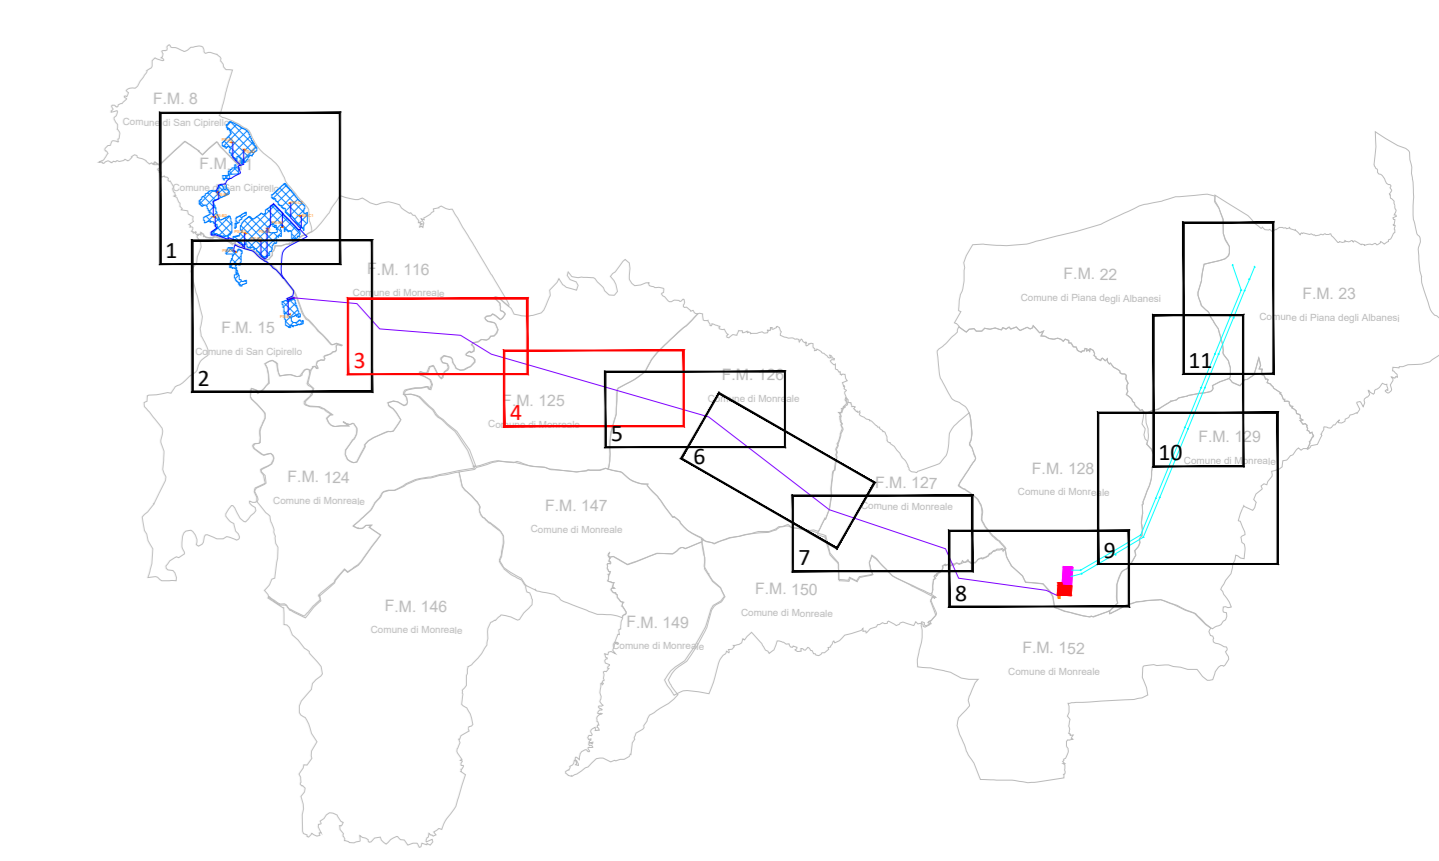 F.M. 8
Comune di San Cipirello
F.M. 
Comune di San Cipirello
1
F.M. 116
Comune di Monreale
F.M. 15
Comune di San Cipirello
2
3
F.M. 22
Comune di Piana degli Albanesi
F.M. 23
Comune di Piana degli Albanesi
11
4
F.M. 125
Comune di Monreale
F.M. 126
Comune di Monreale
5
6
10
F.M. 129
Comune di Monreale
F.M. 124
Comune di Monreale
F.M. 147
Comune di Monreale
F.M. 127
Comune di Monreale
F.M. 128
Comune di Monreale
7
9
8
F.M. 146
Comune di Monreale
F.M. 149
Comune di Monreale
F.M. 150
Comune di Monreale
F.M. 152
Comune di Monreale